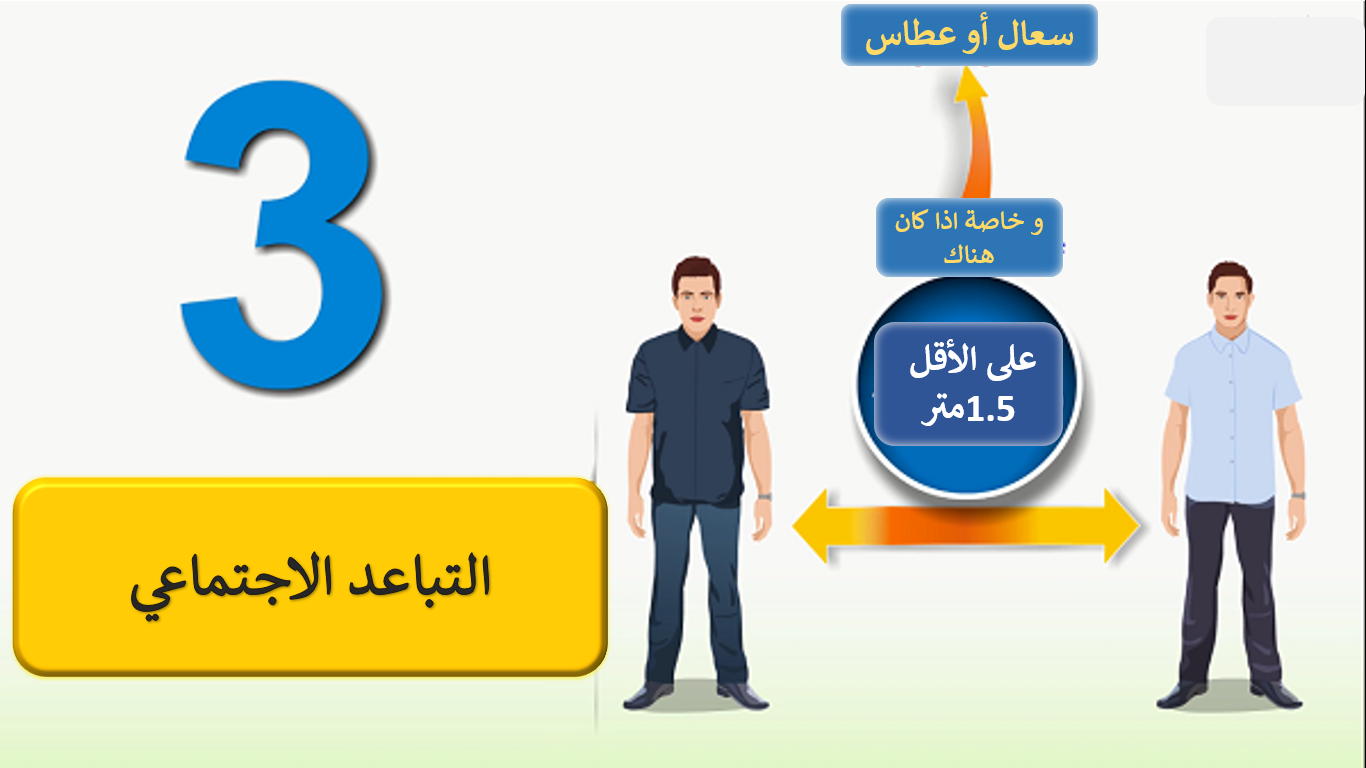 3
سعال أو عطاس
و خاصة اذا كان
هناك
على الأقل
1.5متر
التباعد الاجتماعي